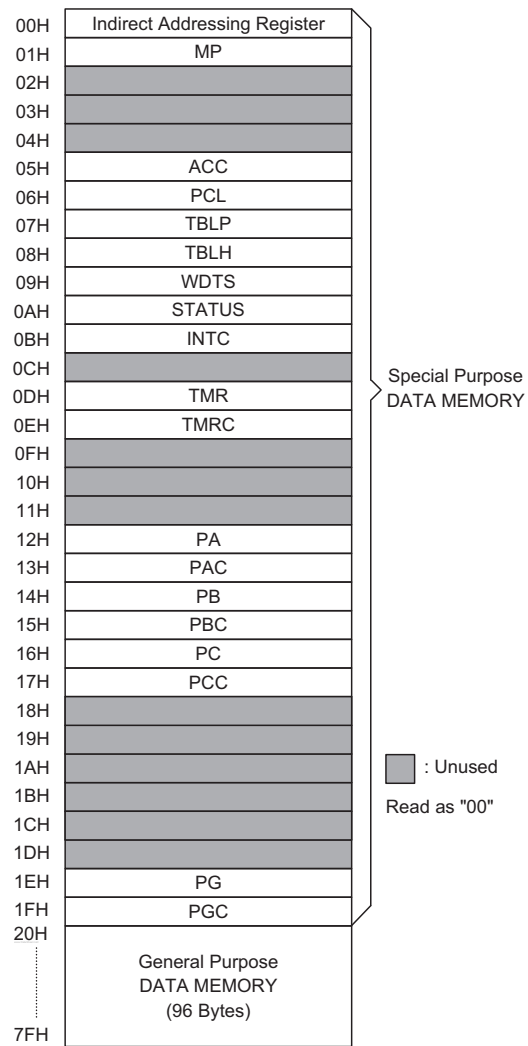 00H Indirect Addressing Register
01H MP
02H
03H
04H
05H ACC
06H PCL
07H TBLP
08H TBLH
09H WDTS
0AH STATUS
0BH INTC
0CH
Special Purpose
0DH TMR
DATA MEMORY
0EH TMRC
0FH
10H
11H
12H PA
13H PAC
14H PB
15H PBC
16H PC
17H PCC
18H
19H
1AH : Unused
1BH
Read as "00"
1CH
1DH
1EH PG
1FH PGC
20H
General Purpose
DATA MEMORY
(96 Bytes)
7FH